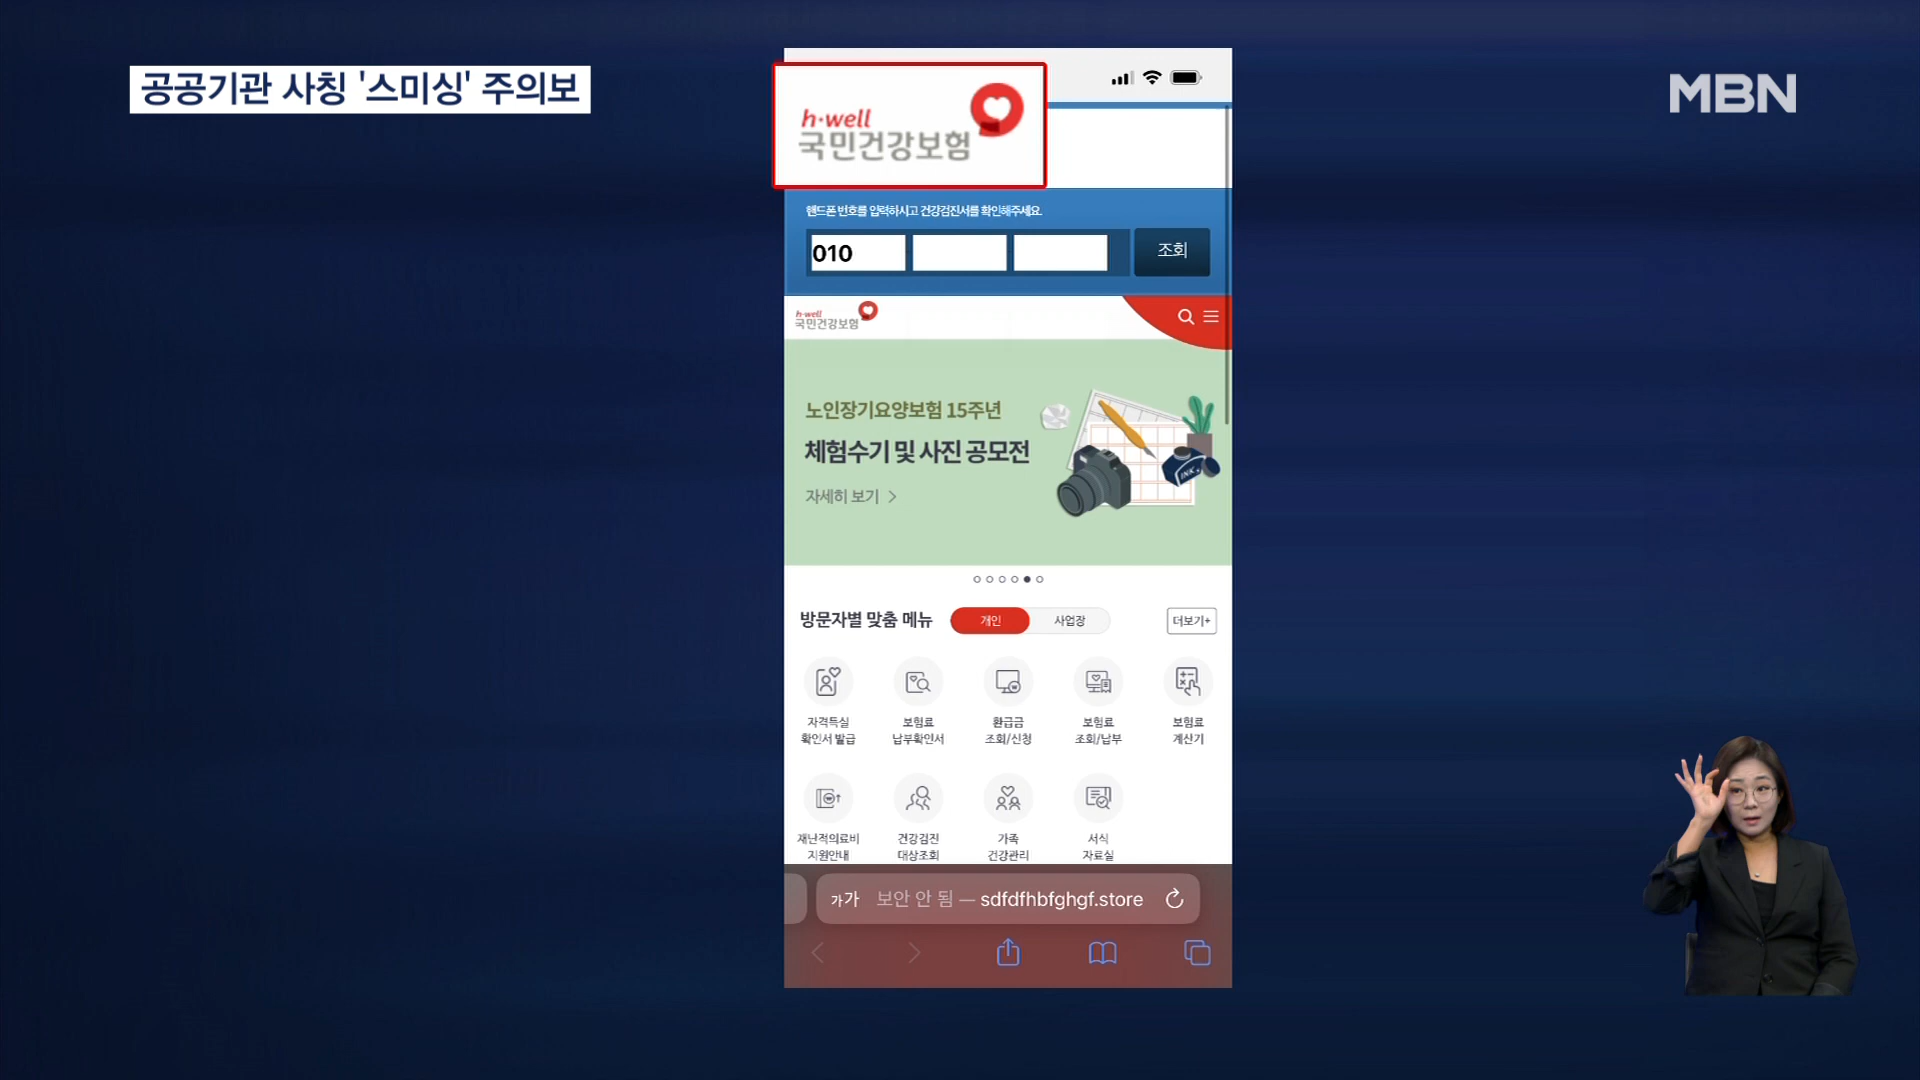 공공기관 사칭 '스미싱' 주의보
MBN
h·well
국민건강보험
핸드폰 번호를 입력하시고 건강검진서를 확인해주세요.
010
조회
h·well
국민건강보험
노인장기요양보험 15주년
체험수기 및 사진 공모전
자세히 보기 >
INK
방문자별 맞춤 메뉴
개인
사업장
더보기+
자격득실
확인서 발급
보험료
납부확인서
환급금
조회/신청
보험료
조회/납부
보험료
계산기
재난적의료비
지원안내
건강검진
대상조회
가족
건강관리
서식
자료실
가가 보안 안 됨 — sdfdfhbfghgf.store